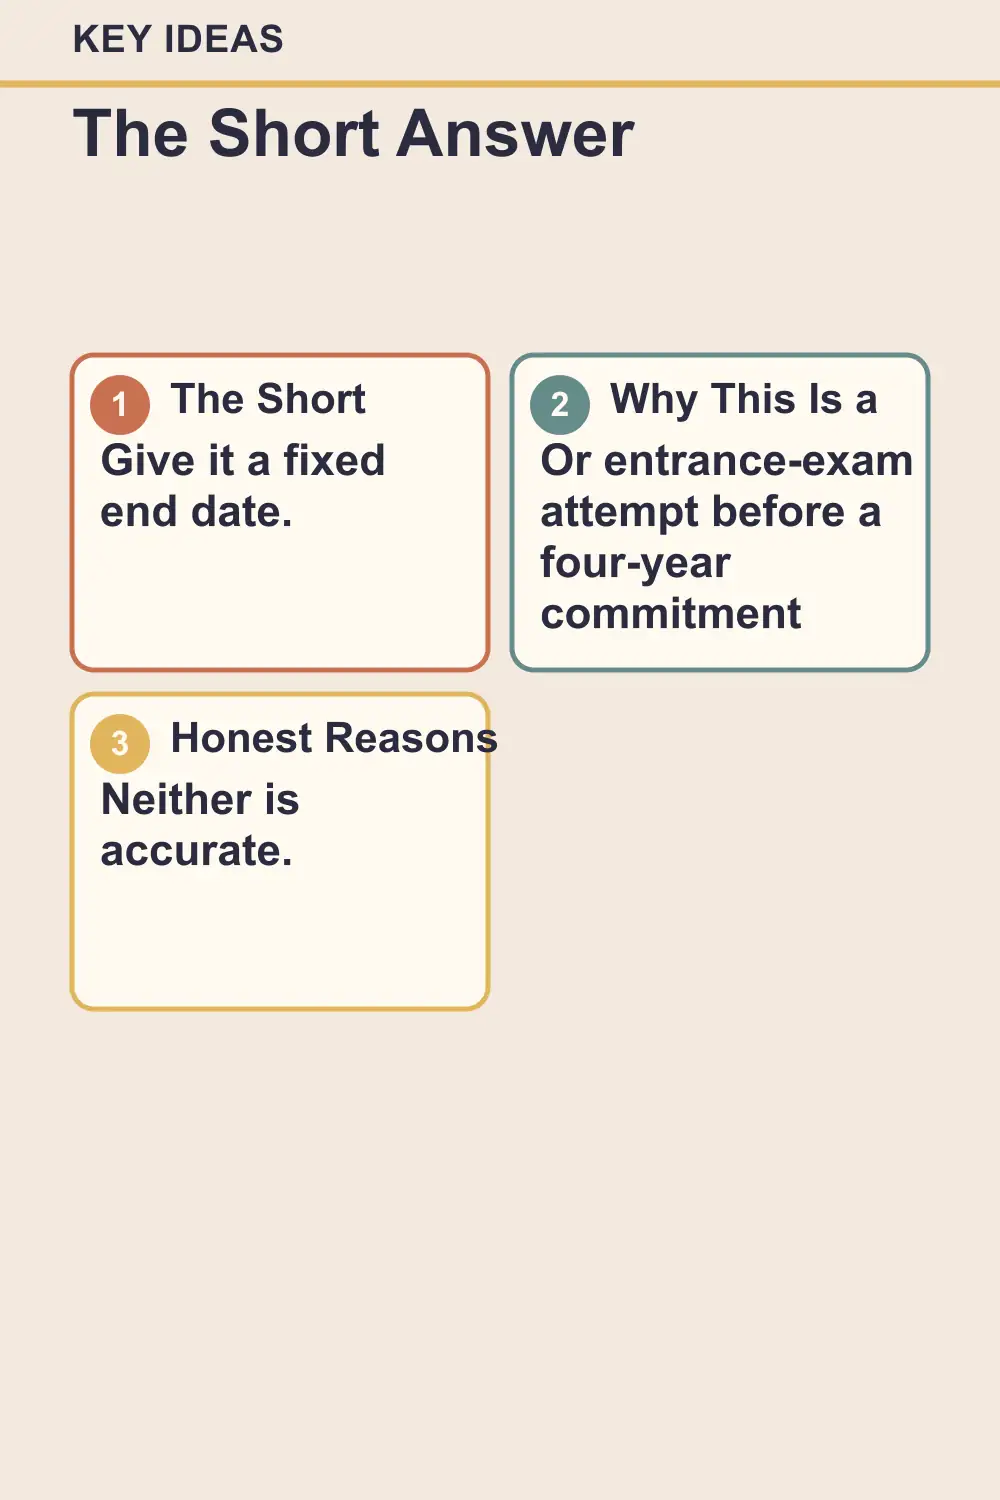 KEY IDEAS
The Short Answer
1 The Short
Give it a fixed
end date.
2 Why This Is a
Or entrance-exam
attempt before a
four-year
commitment
3 Honest Reasons
Neither is
accurate.